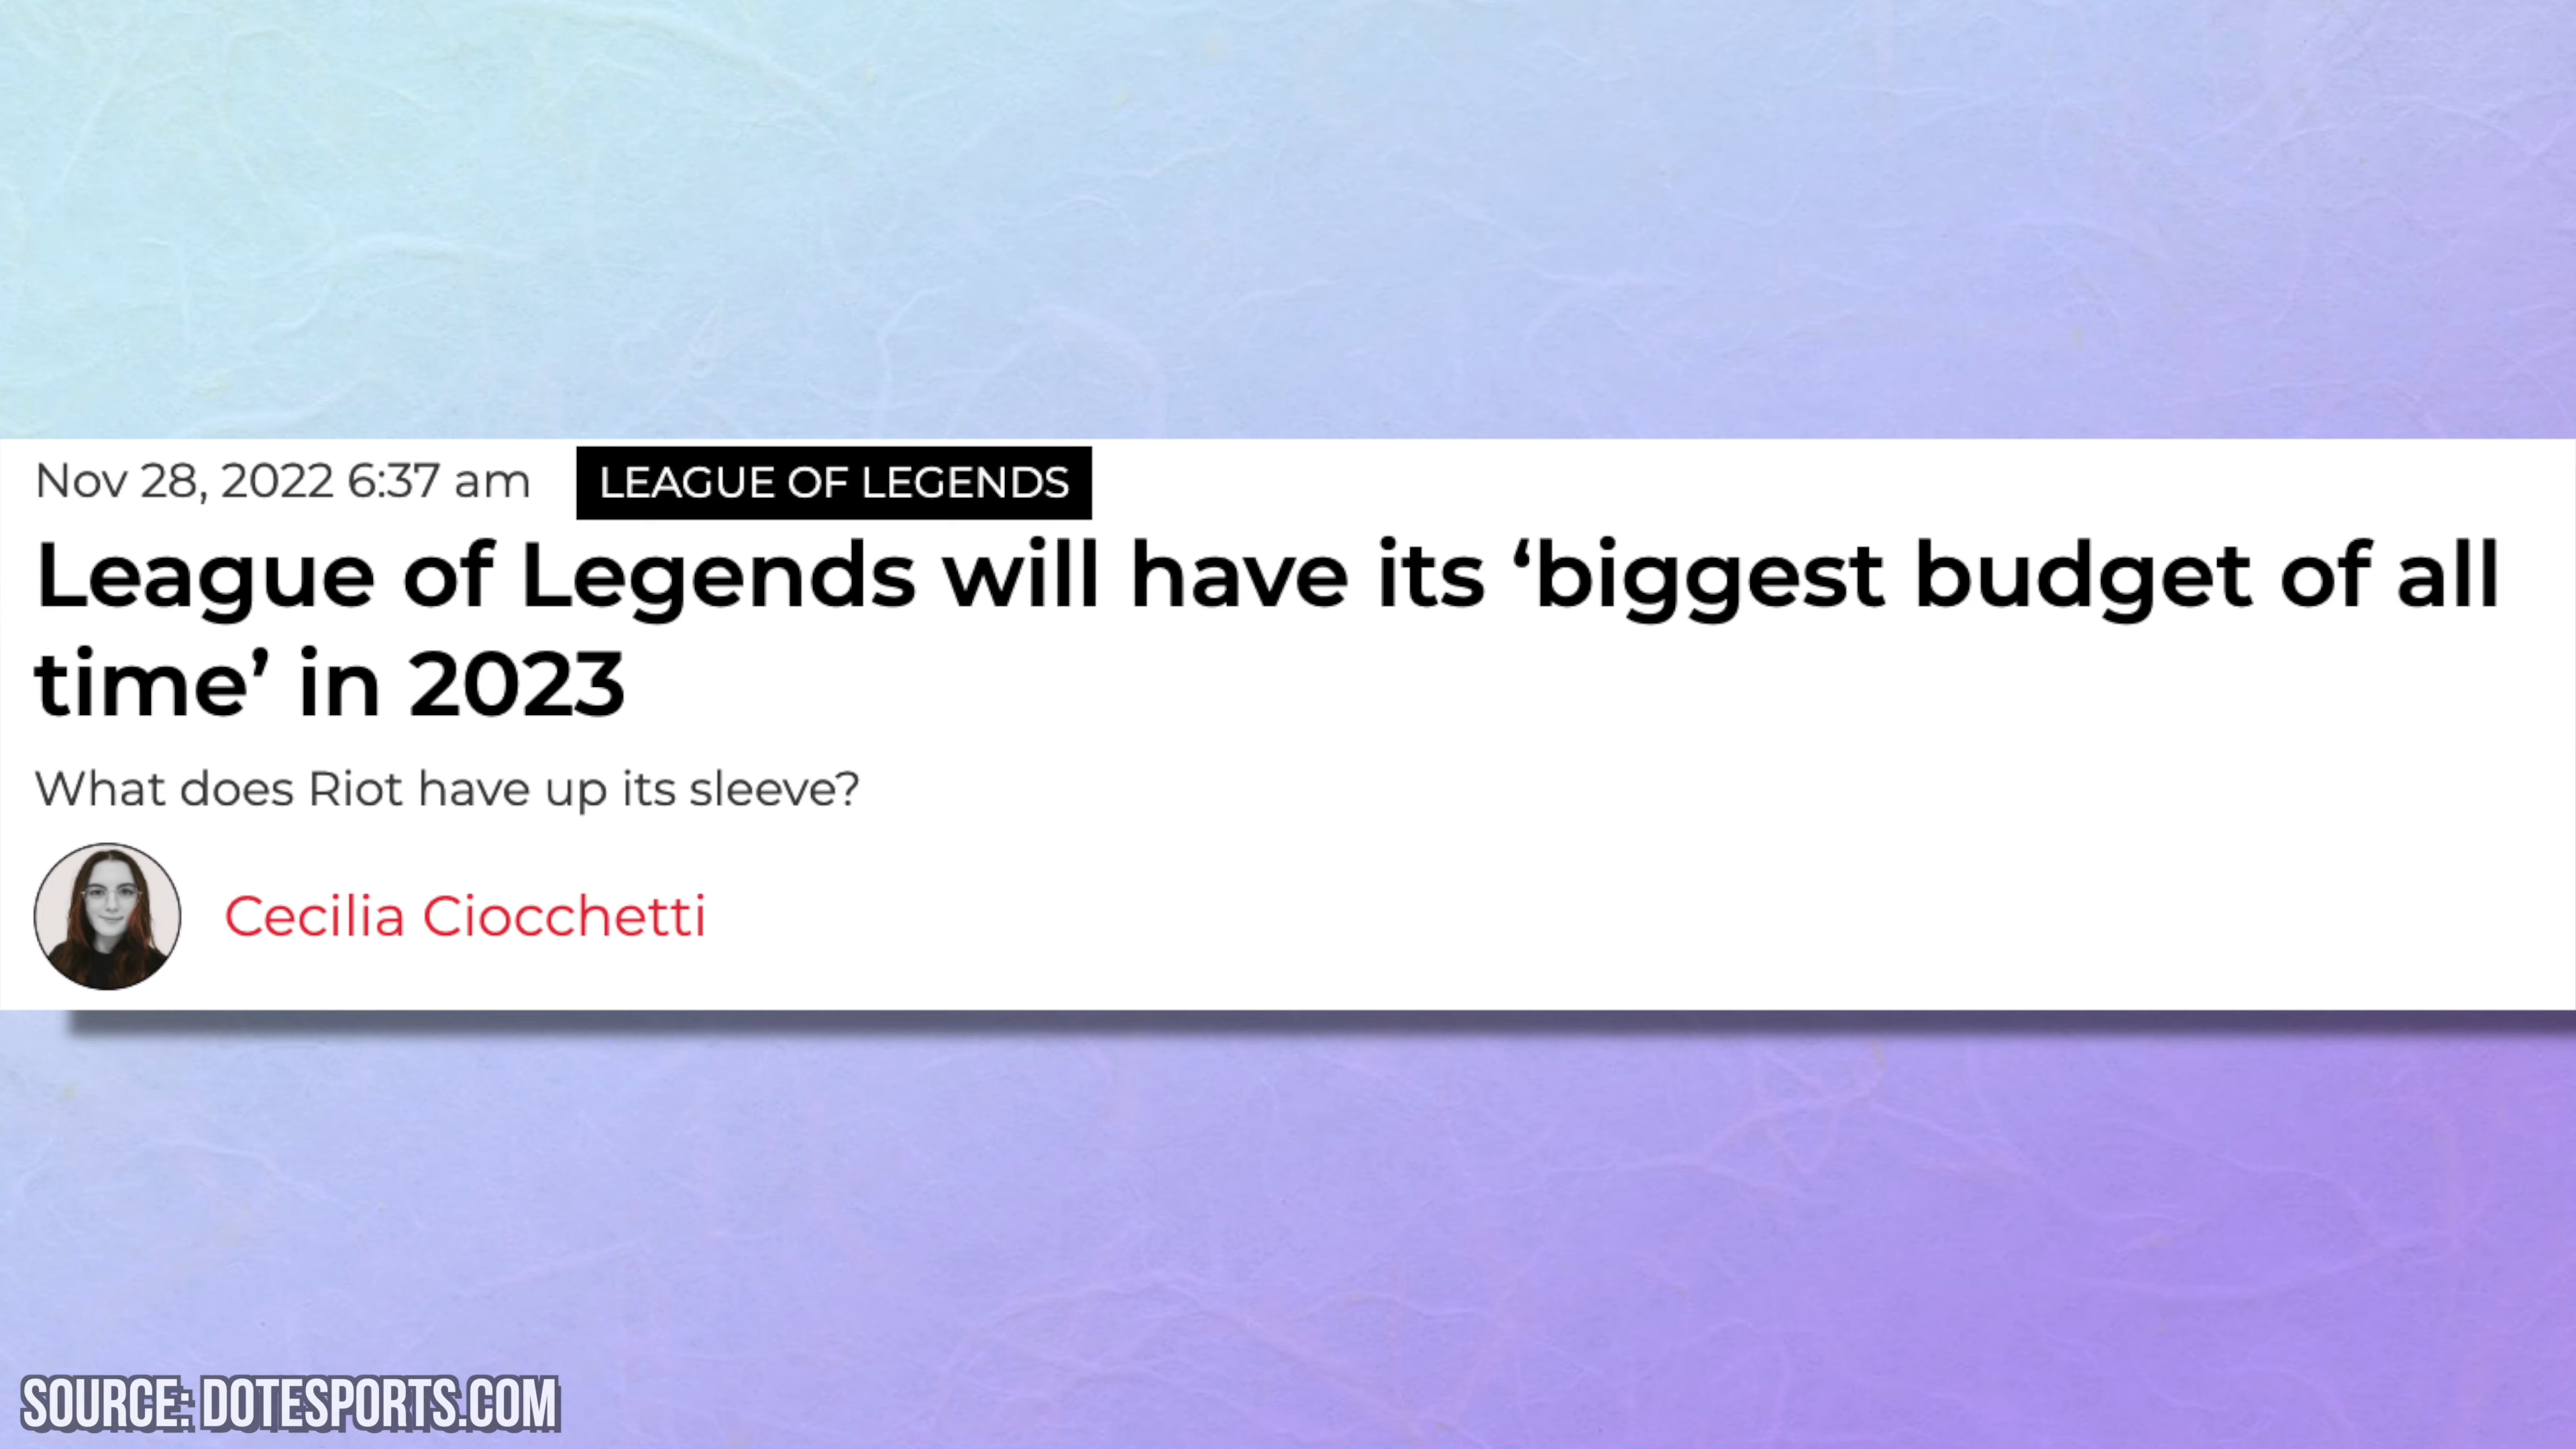 Nov 28, 2022 6:37 am LEAGUE OF LEGENDS
League of Legends will have its ‘biggest budget of all
time’ in 2023
What does Riot have up its sleeve?
Cecilia Ciocchetti
SOURCE: DOTESPORTS.COM